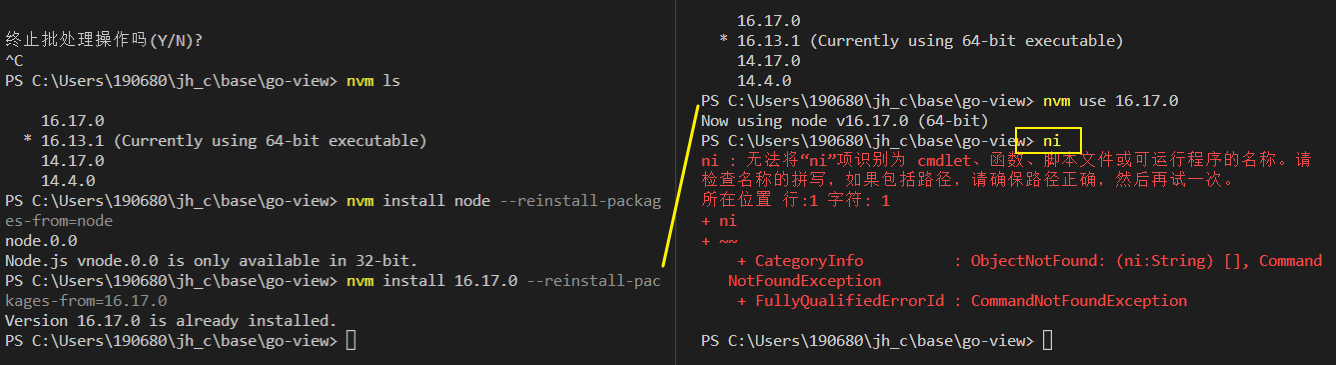 终止批处理操作吗(Y/N)?
^C
PS C:\Users\190680\jh_c\base\go-view> nvm ls
16.17.0
* 16.13.1 (Currently using 64-bit executable)
14.17.0
14.4.0
PS C:\Users\190680\jh_c\base\go-view> nvm install node --reinstall-packag
es-from=node
node.0.0
Node.js vnode.0.0 is only available in 32-bit.
PS C:\Users\190680\jh_c\base\go-view> nvm install 16.17.0 --reinstall-pac
kages-from=16.17.0
Version 16.17.0 is already installed.
PS C:\Users\190680\jh_c\base\go-view>
16.17.0
* 16.13.1 (Currently using 64-bit executable)
14.17.0
14.4.0
PS C:\Users\190680\jh_c\base\go-view> nvm use 16.17.0
Now using node v16.17.0 (64-bit)
PS C:\Users\190680\jh_c\base\go-view> ni
ni : 无法将“ni”项识别为 cmdlet、函数、脚本文件或可运行程序的名称。请
检查名称的拼写，如果包括路径，请确保路径正确，然后再试一次。
所在位置 行:1 字符: 1
+ ni
+ ~~
+ CategoryInfo          : ObjectNotFound: (ni:String) [], Command
NotFoundException
+ FullyQualifiedErrorId : CommandNotFoundException
PS C:\Users\190680\jh_c\base\go-view>